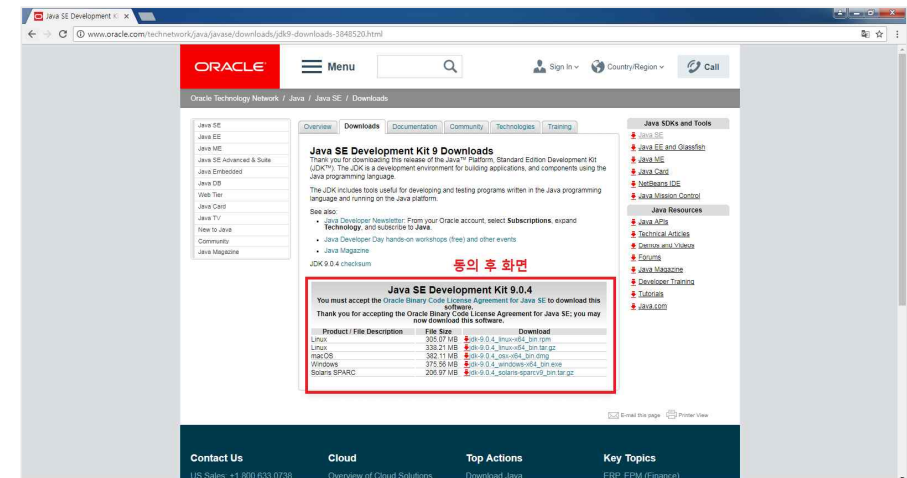 Java SE Development K
www.oracle.com/technetwork/java/javase/downloads/jdk9-downloads-3848520.html
ORACLE
Menu
Sign In
Country/Region
Call
Oracle Technology Network / Java / Java SE / Downloads
Java SE
Java EE
Java ME
Java SE Advanced & Suite
Java Embedded
Java DB
Web Tier
Java Card
Java TV
New to Java
Community
Java Magazine
Overview
Downloads
Documentation
Community
Technologies
Training
Java SE Development Kit 9 Downloads
Thank you for downloading this release of the Java™ Platform, Standard Edition Development Kit
(JDK™). The JDK is a development environment for building applications, and components using the
Java programming language.
The JDK includes tools useful for developing and testing programs written in the Java programming
language and running on the Java platform.
See also:
Java Developer Newsletter: From your Oracle account, select Subscriptions, expand
Technology, and subscribe to Java.
Java Developer Day hands-on workshops (free) and other events
Java Magazine
JDK 9.0.4 checksum
동의 후 화면
Java SE Development Kit 9.0.4
You must accept the Oracle Binary Code License Agreement for Java SE to download this
software.
Thank you for accepting the Oracle Binary Code License Agreement for Java SE; you may
now download this software.
Product / File Description File Size Download
Linux 305.07 MB jdk-9.0.4_linux-x64_bin.rpm
Linux 338.21 MB jdk-9.0.4_linux-x64_bin.tar.gz
macOS 382.11 MB jdk-9.0.4_osx-x64_bin.dmg
Windows 375.56 MB jdk-9.0.4_windows-x64_bin.exe
Solaris SPARC 206.97 MB jdk-9.0.4_solaris-sparcv9_bin.tar.gz
Java SDKs and Tools
Java SE
Java EE and Glassfish
Java ME
Java Card
NetBeans IDE
Java Mission Control
Java Resources
Java APIs
Technical Articles
Demos and Videos
Forums
Java Magazine
Developer Training
Tutorials
Java.com
E-mail this page
Printer View
Contact Us
Cloud
Top Actions
Key Topics
US Sales: +1.800.633.0738
Overview of Cloud Solutions
Download Java
ERP, EPM (Finance)